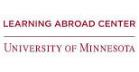 LEARNING ABROAD CENTER
UNIVERSITY OF MINNESOTA